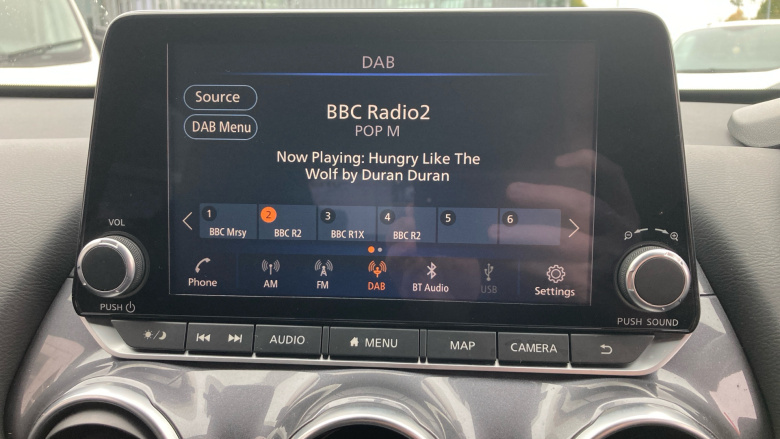 DAB
Source
BBC Radio2
POP M
DAB Menu
Now Playing: Hungry Like The
Wolf by Duran Duran
1 2 3 4 5 6
BBC Mrsy BBC R2 BBC R1X BBC R2
VOL
Phone AM FM DAB BT Audio USB Settings
PUSH
PUSH SOUND
AUDIO MENU MAP CAMERA